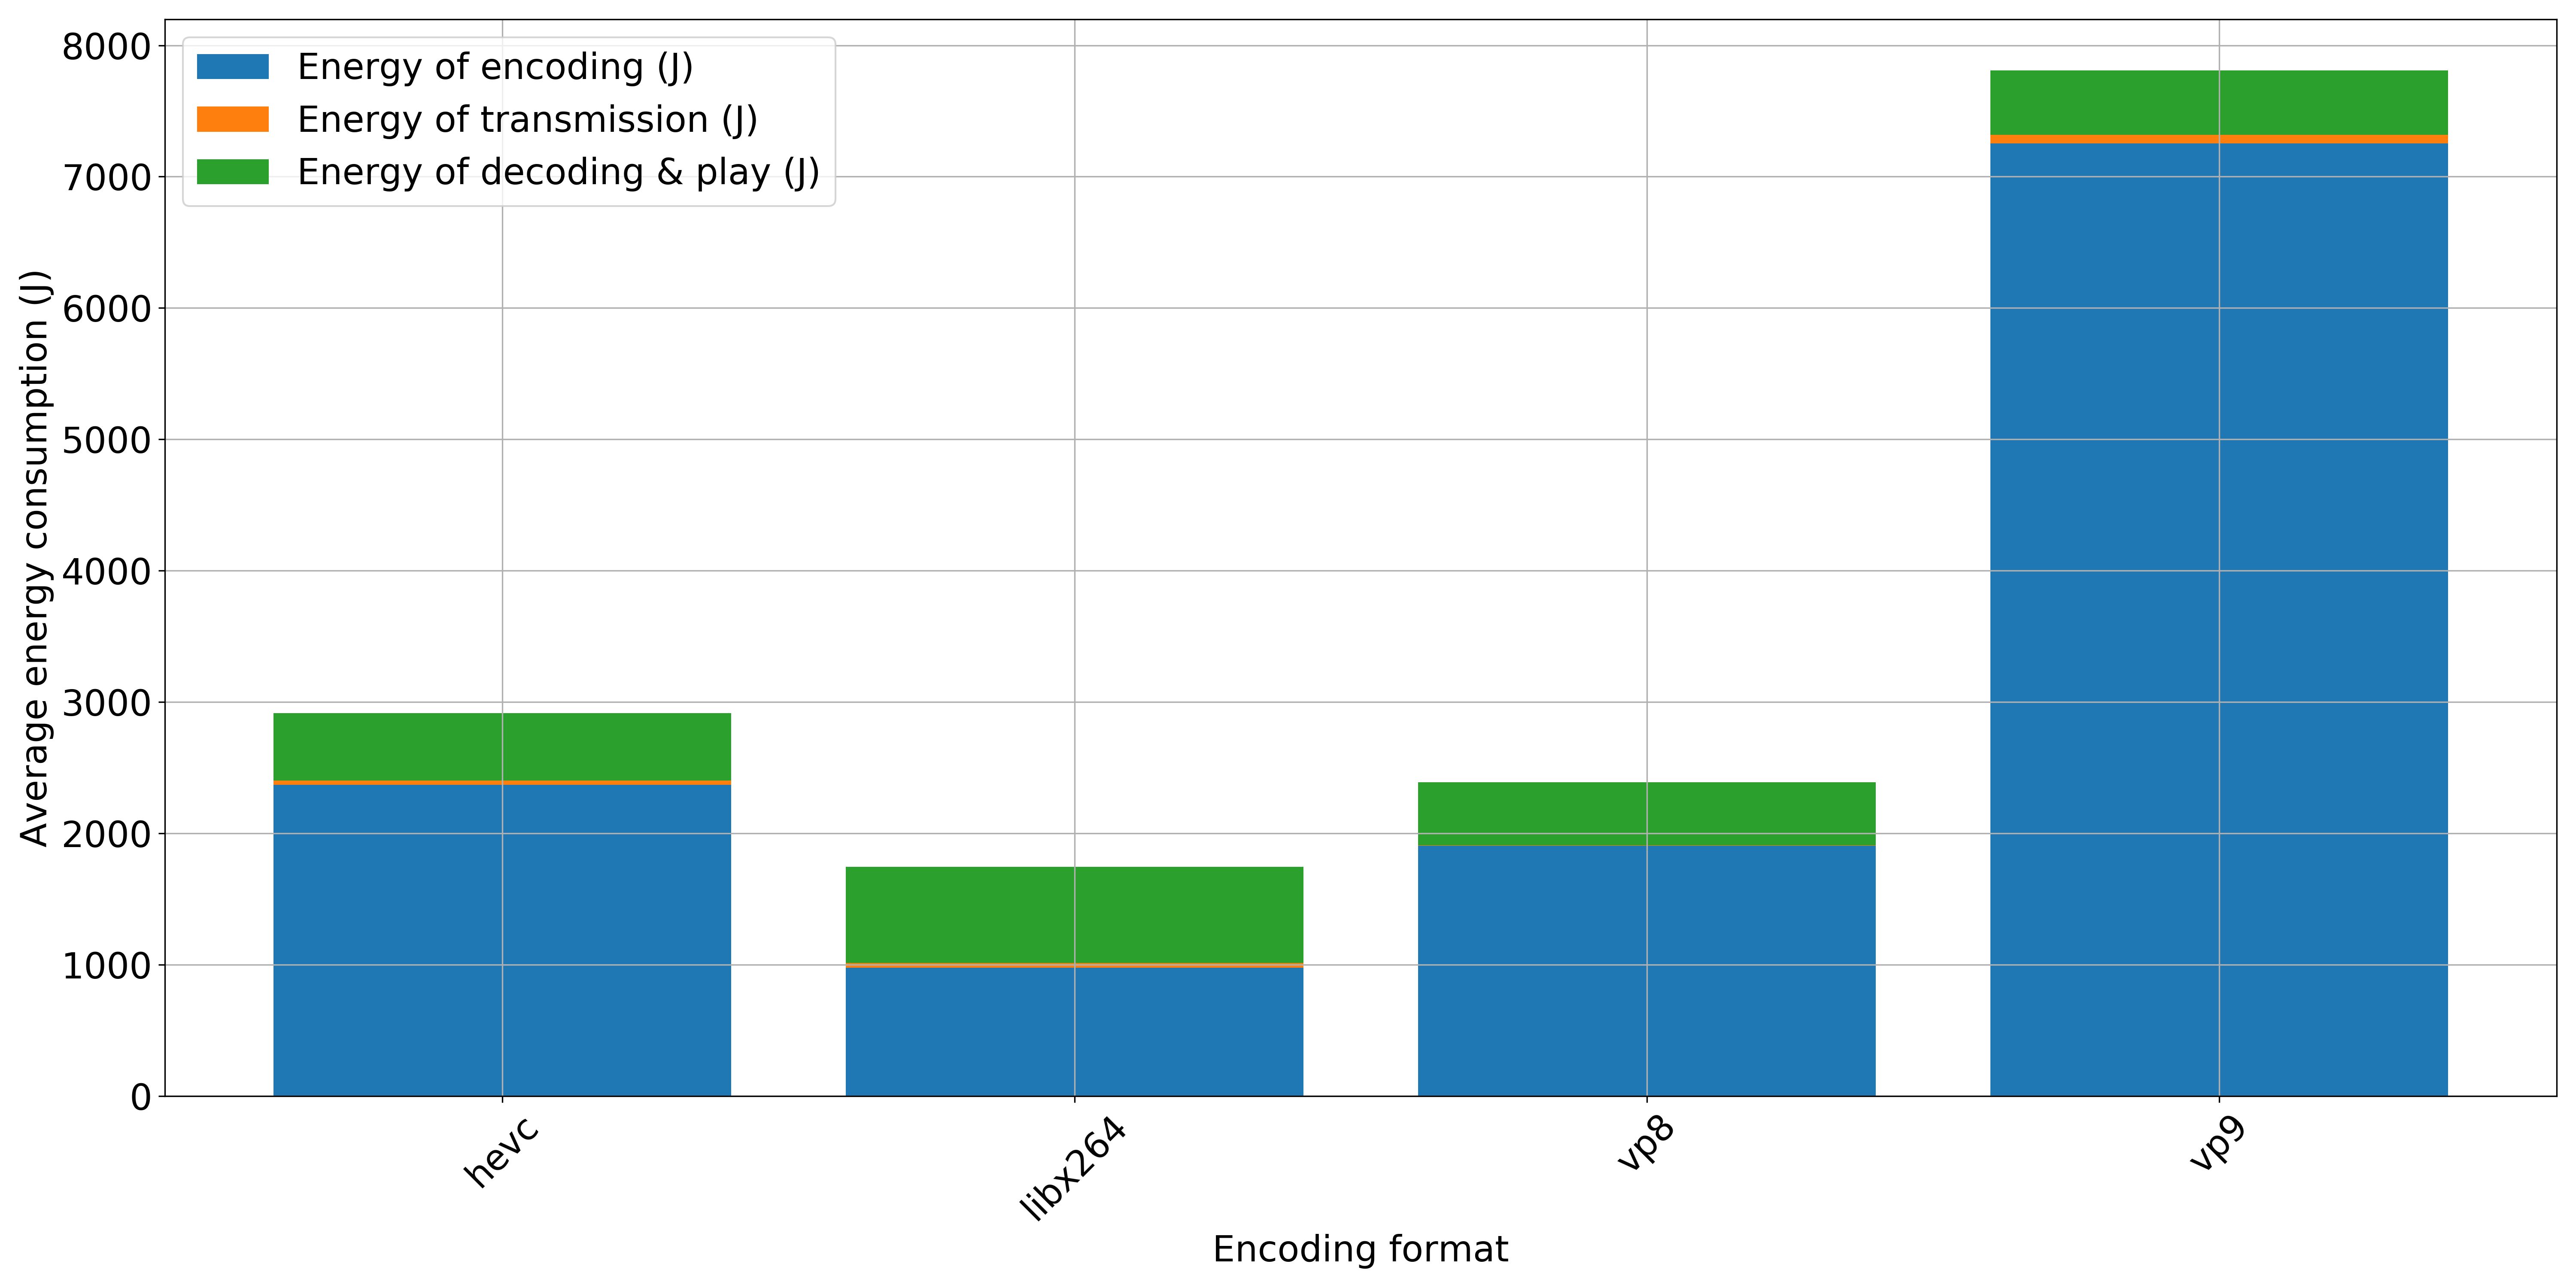 8000
7000
6000
5000
4000
3000
2000
1000
0
Average energy consumption (J)
Energy of encoding (J)
Energy of transmission (J)
Energy of decoding & play (J)
hevc
libx264
vp8
vp9
Encoding format